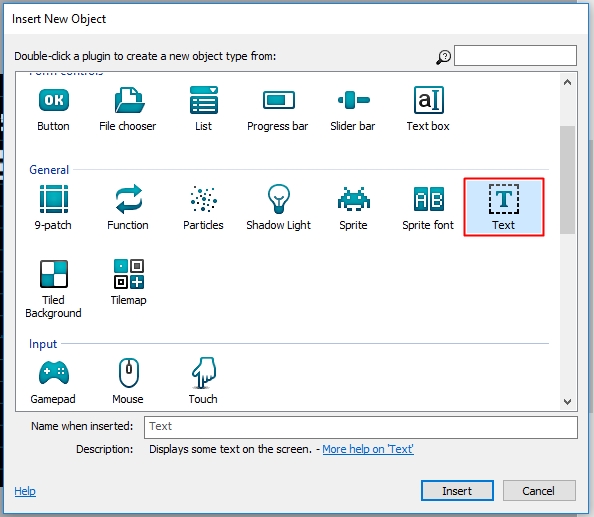 Insert New Object
Double-click a plugin to create a new object type from:
Form controls
OK
Button
File chooser
List
Progress bar
Slider bar
aI
Text box
General
9-patch
Function
Particles
Shadow Light
Sprite
AB
Sprite font
T
Text
Tiled
Background
Tilemap
Input
Gamepad
Mouse
Touch
Name when inserted: Text
Description: Displays some text on the screen. - More help on 'Text'
Help
Insert
Cancel